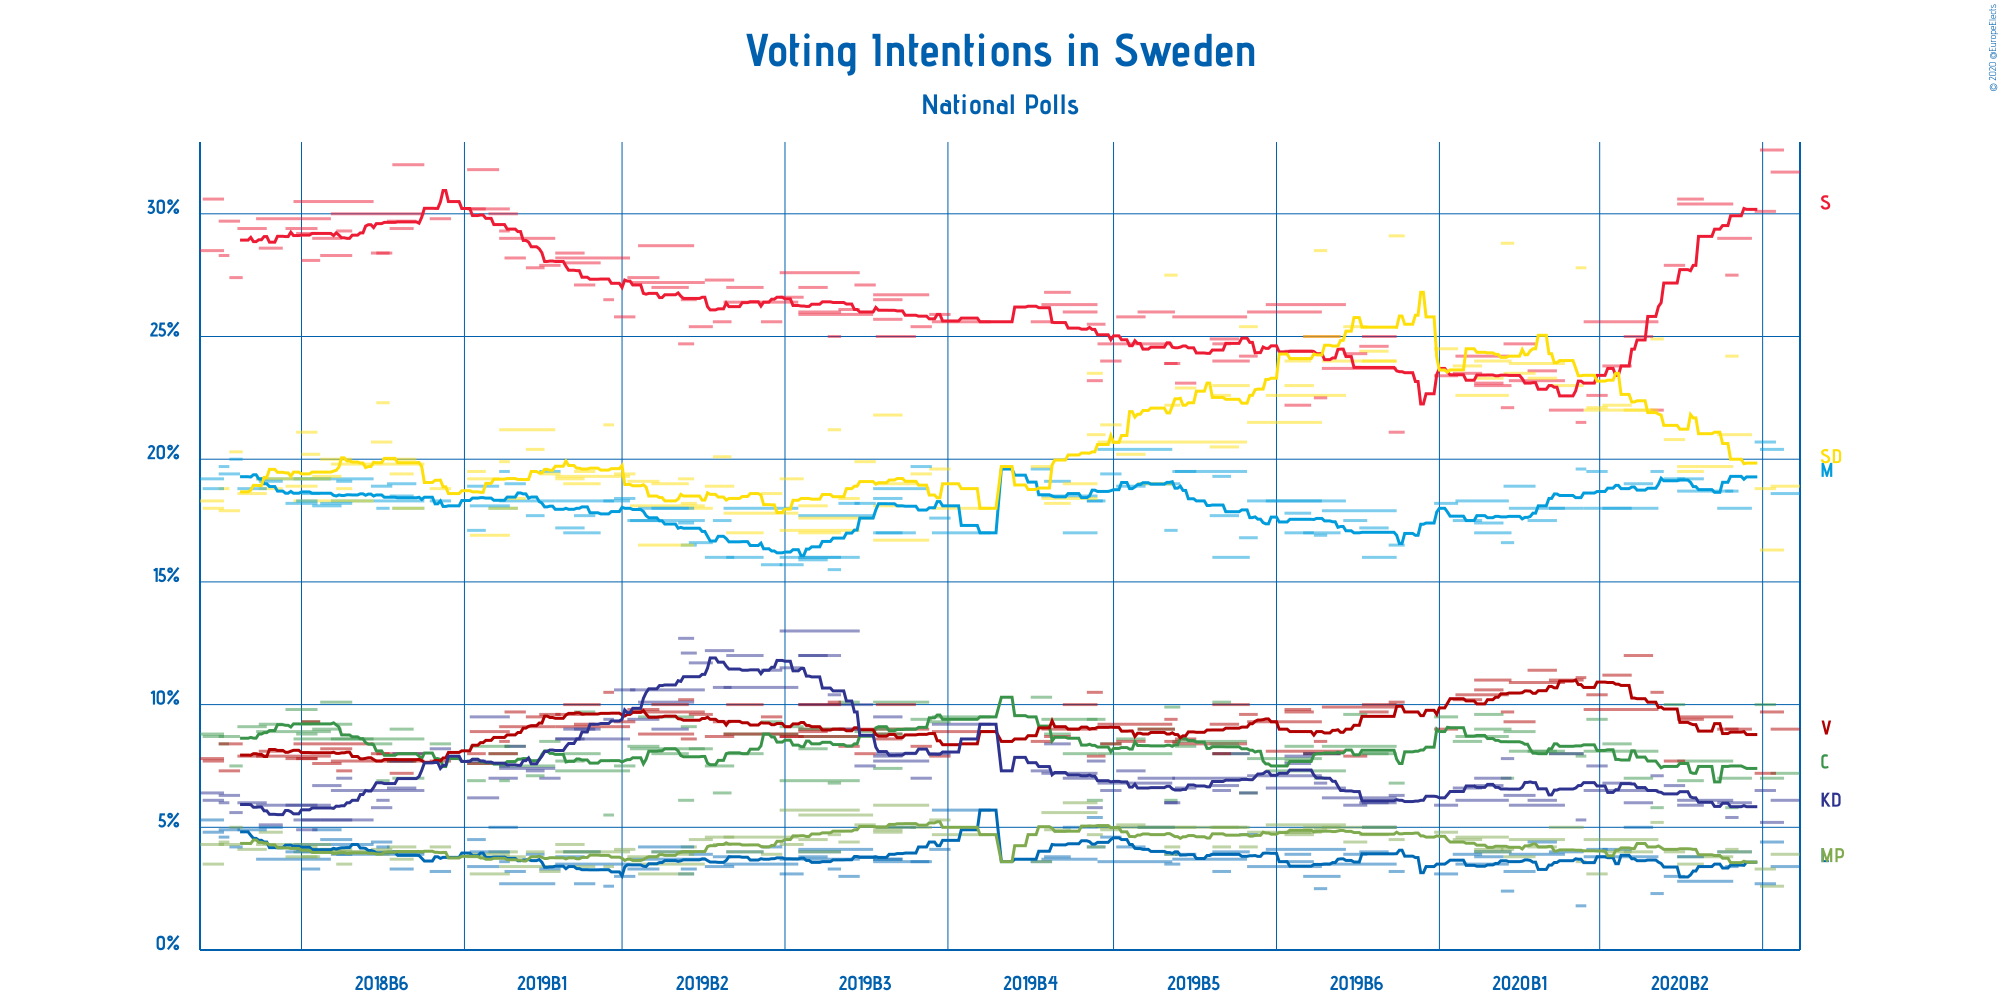 © 2020 @EuropeElects
Voting Intentions in Sweden
National Polls
30%
S
25%
20%
SD
M
15%
10%
V
C
KD
5%
MP
0%
2018B6 2019B1 2019B2 2019B3 2019B4 2019B5 2019B6 2020B1 2020B2